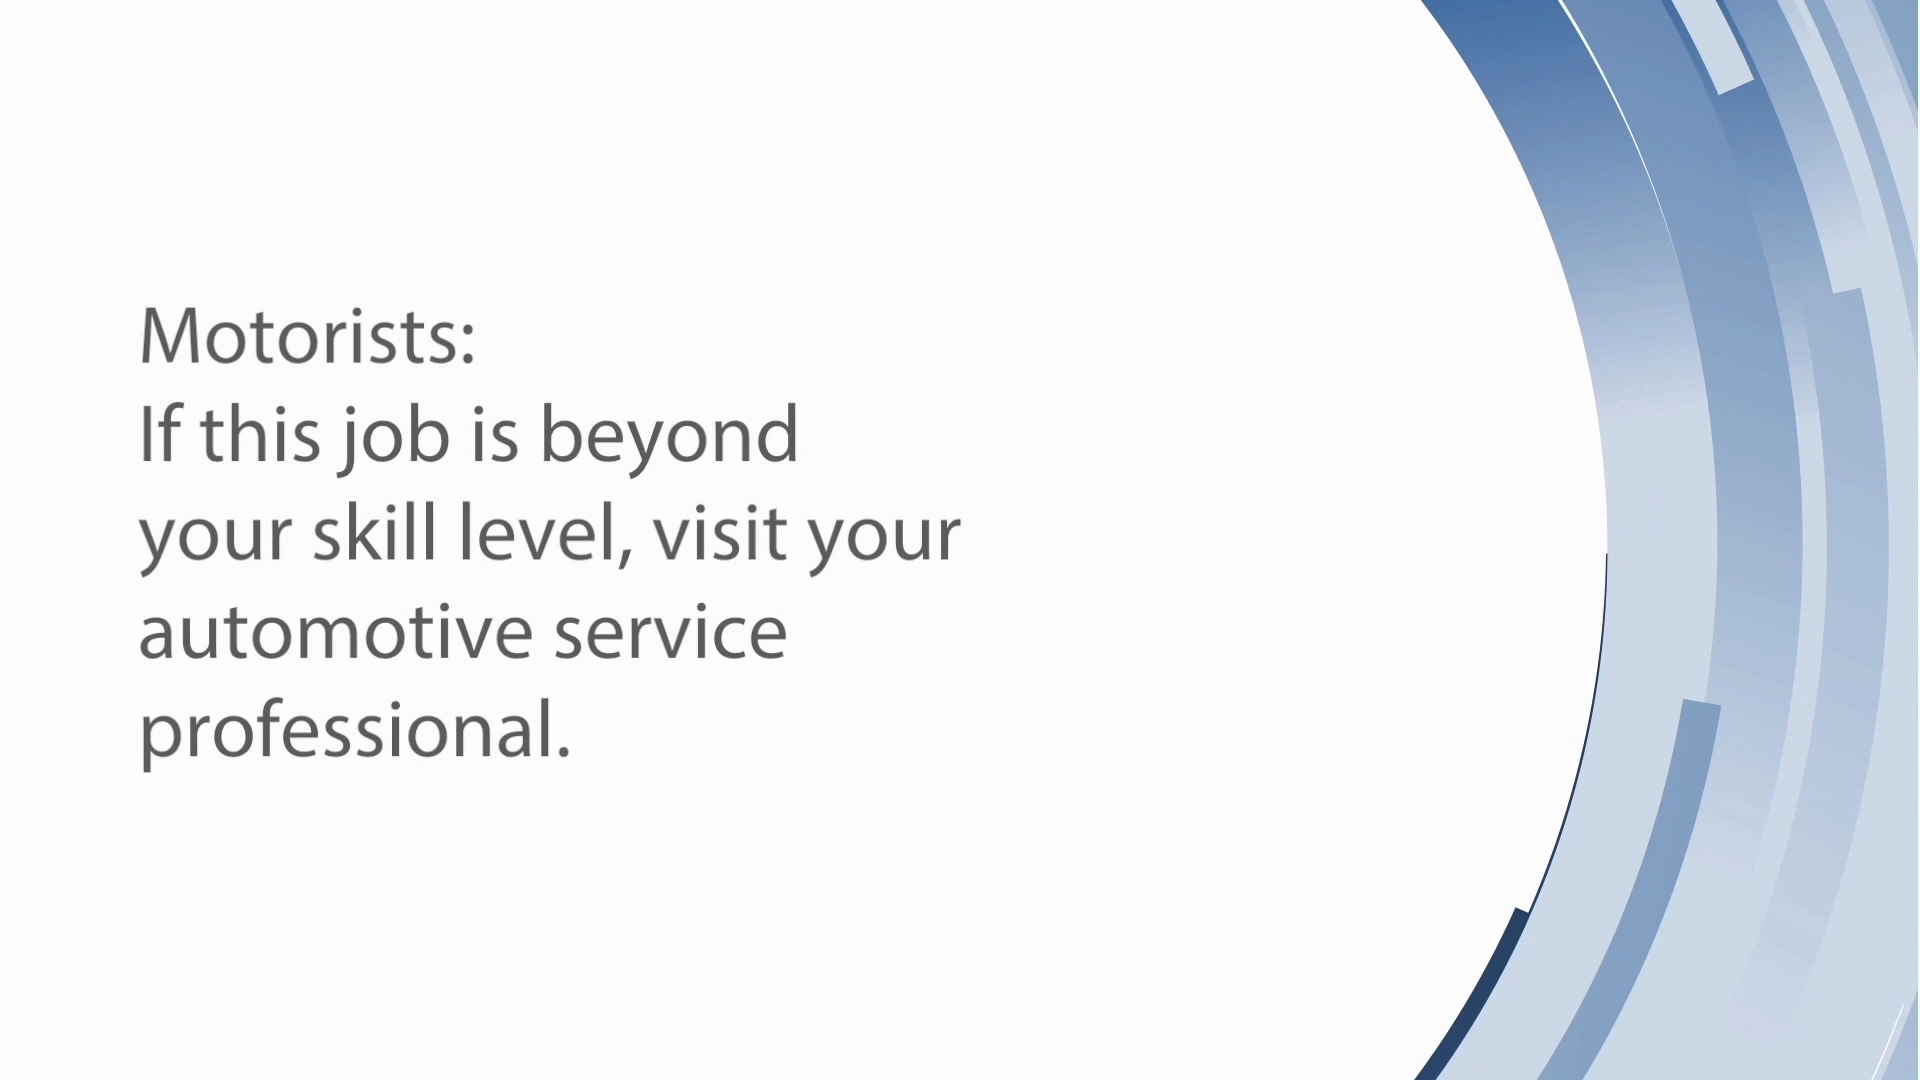 Motorists:
If this job is beyond
your skill level, visit your
automotive service
professional.